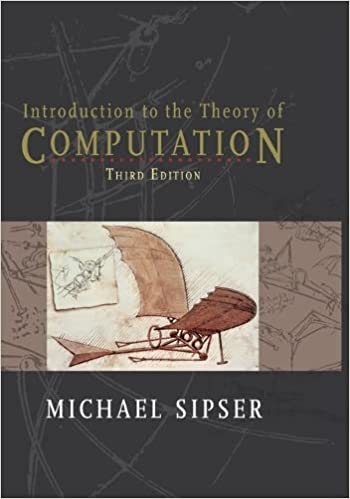 Introduction to the Theory of
COMPUTATION
THIRD EDITION
MICHAEL SIPSER